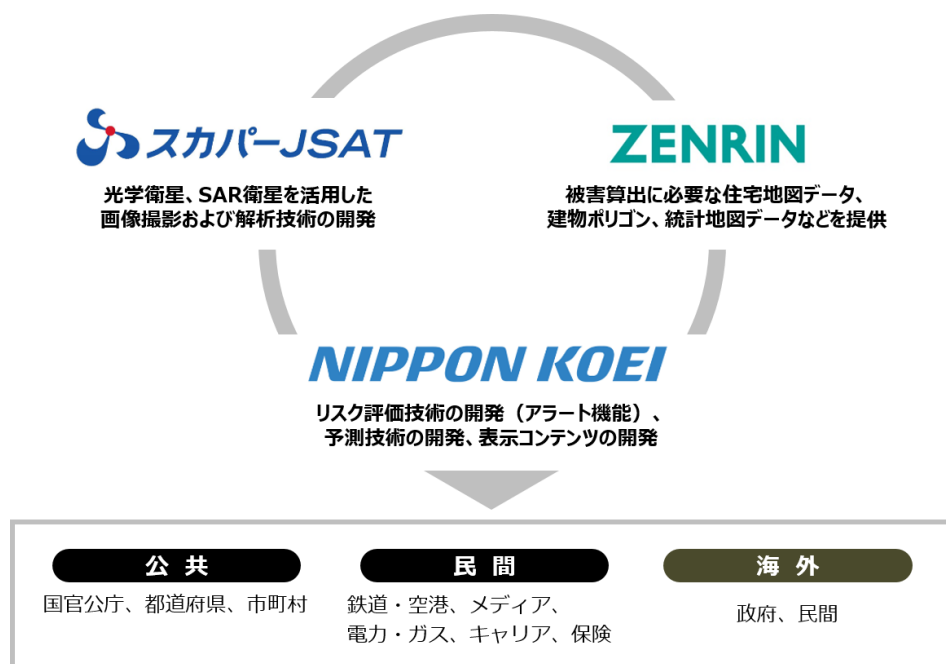 スカパーJSAT
光学衛星、SAR衛星を活用した
画像撮影および解析技術の開発
ZENRIN
被害算出に必要な住宅地図データ、
建物ポリゴン、統計地図データなどを提供
NIPPON KOEI
リスク評価技術の開発（アラート機能）、
予測技術の開発、表示コンテンツの開発
公 共
国官公庁、都道府県、市町村
民 間
鉄道・空港、メディア、
電力・ガス、キャリア、保険
海 外
政府、民間